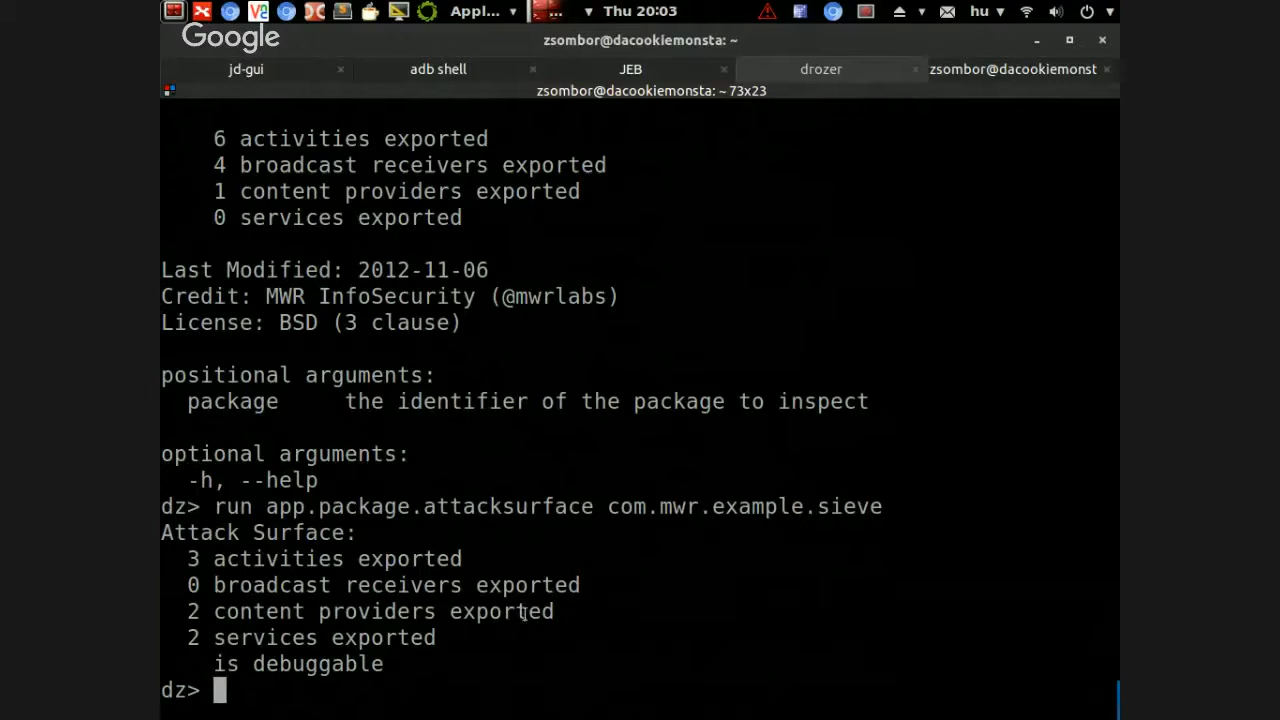 Appl... Thu 20:03 hu
Google
zsombor@dacookiemonsta: ~
jd-gui adb shell JEB drozer zsombor@dacookiemonst
zsombor@dacookiemonsta: ~ 73x23
6 activities exported
4 broadcast receivers exported
1 content providers exported
0 services exported
Last Modified: 2012-11-06
Credit: MWR InfoSecurity (@mwrlabs)
License: BSD (3 clause)
positional arguments:
package the identifier of the package to inspect
optional arguments:
-h, --help
dz> run app.package.attacksurface com.mwr.example.sieve
Attack Surface:
3 activities exported
0 broadcast receivers exported
2 content providers exported
2 services exported
is debuggable
dz>